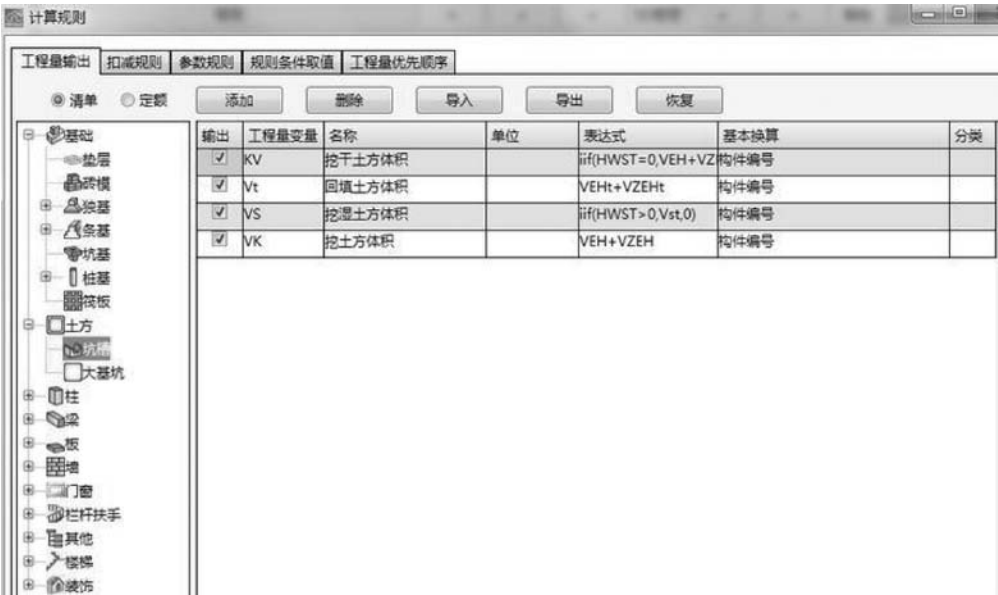 计算规则
工程量输出 扣减规则 参数规则 规则条件取值 工程量优先顺序
清单 定额 添加 删除 导入 导出 恢复
输出 工程量变量 名称 单位 表达式 基本换算 分类
KV 挖干土方体积 iif(HWST=0,VEH+VZ 构件编号
Vt 回填土方体积 VEHt+VZEHt 构件编号
VS 挖湿土方体积 iif(HWST>0,Vst,0) 构件编号
VK 挖土方体积 VEH+VZEH 构件编号
基础
垫层
砖模
独基
条基
坑基
桩基
筏板
土方
坑槽
大基坑
柱
梁
板
墙
门窗
栏杆扶手
其他
楼梯
装饰